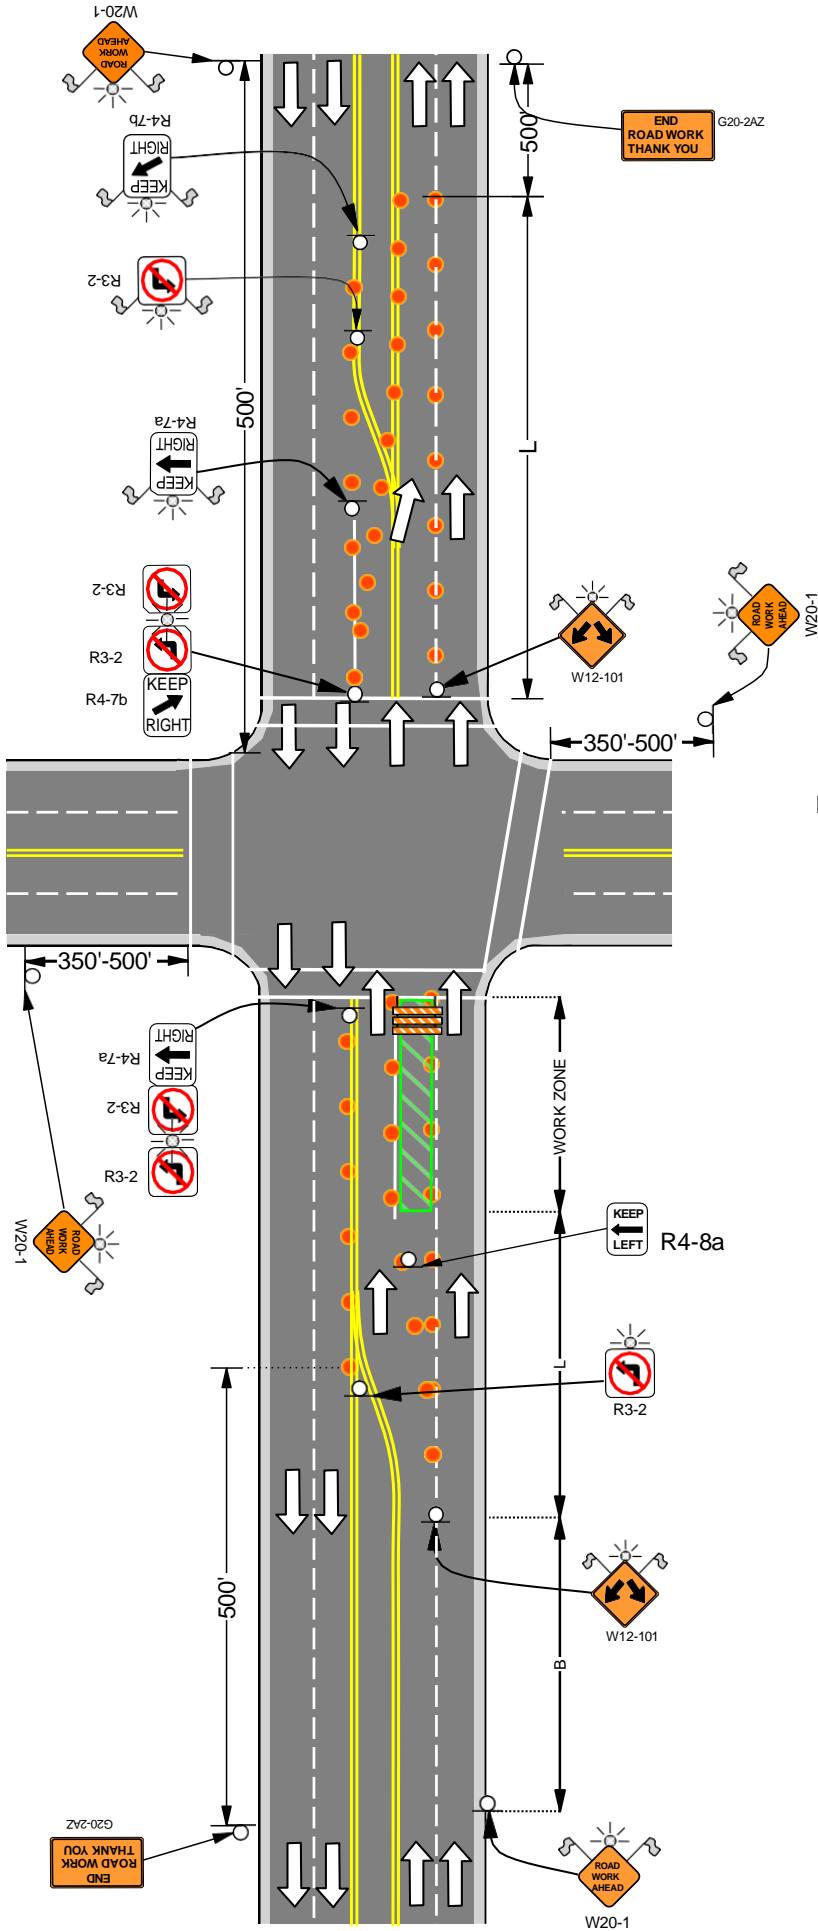 W20-1
ROAD
WORK
AHEAD
R4-7b
KEEP
RIGHT
500'
END
ROAD WORK
THANK YOU
G20-2AZ
R3-2
500'
L
R4-7a
KEEP
RIGHT
R3-2
R3-2
R4-7b
KEEP
RIGHT
W12-101
ROAD
WORK
AHEAD
W20-1
350'-500'
350'-500'
R4-7a
KEEP
RIGHT
R3-2
R3-2
WORK ZONE
W20-1
ROAD
WORK
AHEAD
KEEP
LEFT
R4-8a
L
R3-2
500'
W12-101
B
G20-2AZ
END
ROAD WORK
THANK YOU
ROAD
WORK
AHEAD
W20-1